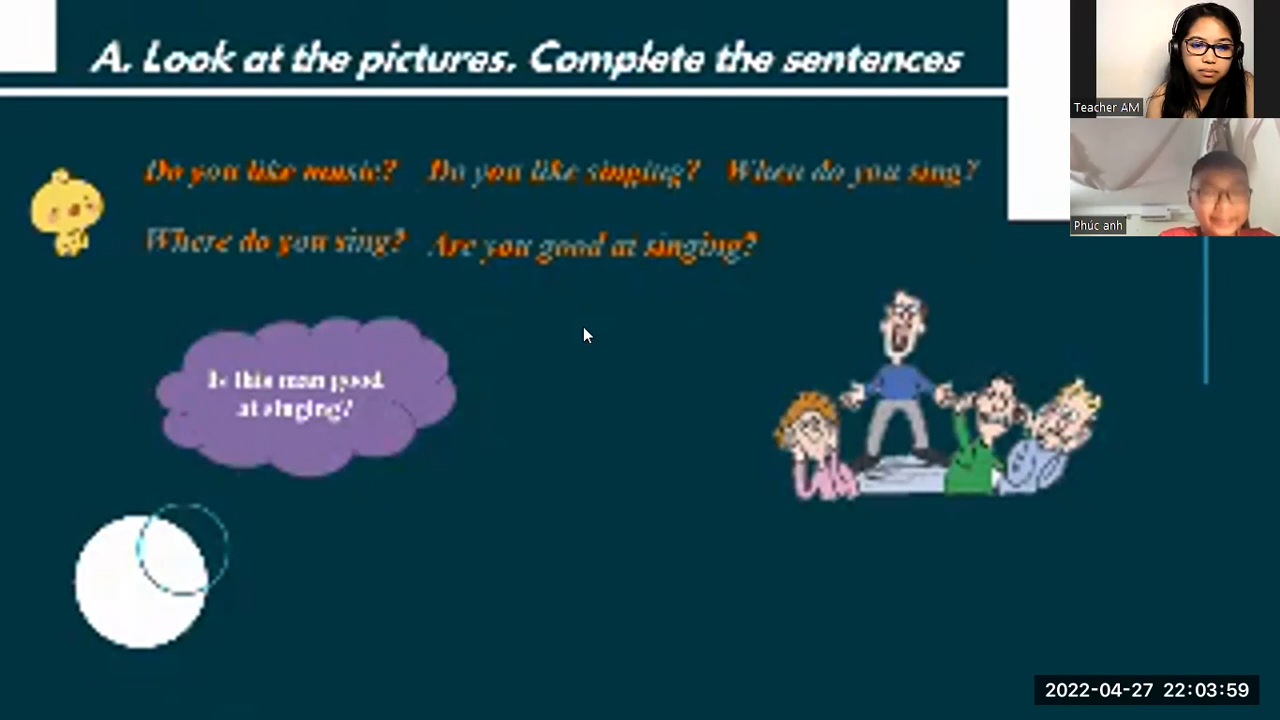 A. Look at the pictures. Complete the sentences
Teacher AM
Do you like music? Do you like singing? When do you sing?
Phúc anh
Where do you sing? Are you good at singing?
Is this man good
at singing?
2022-04-27 22:03:59